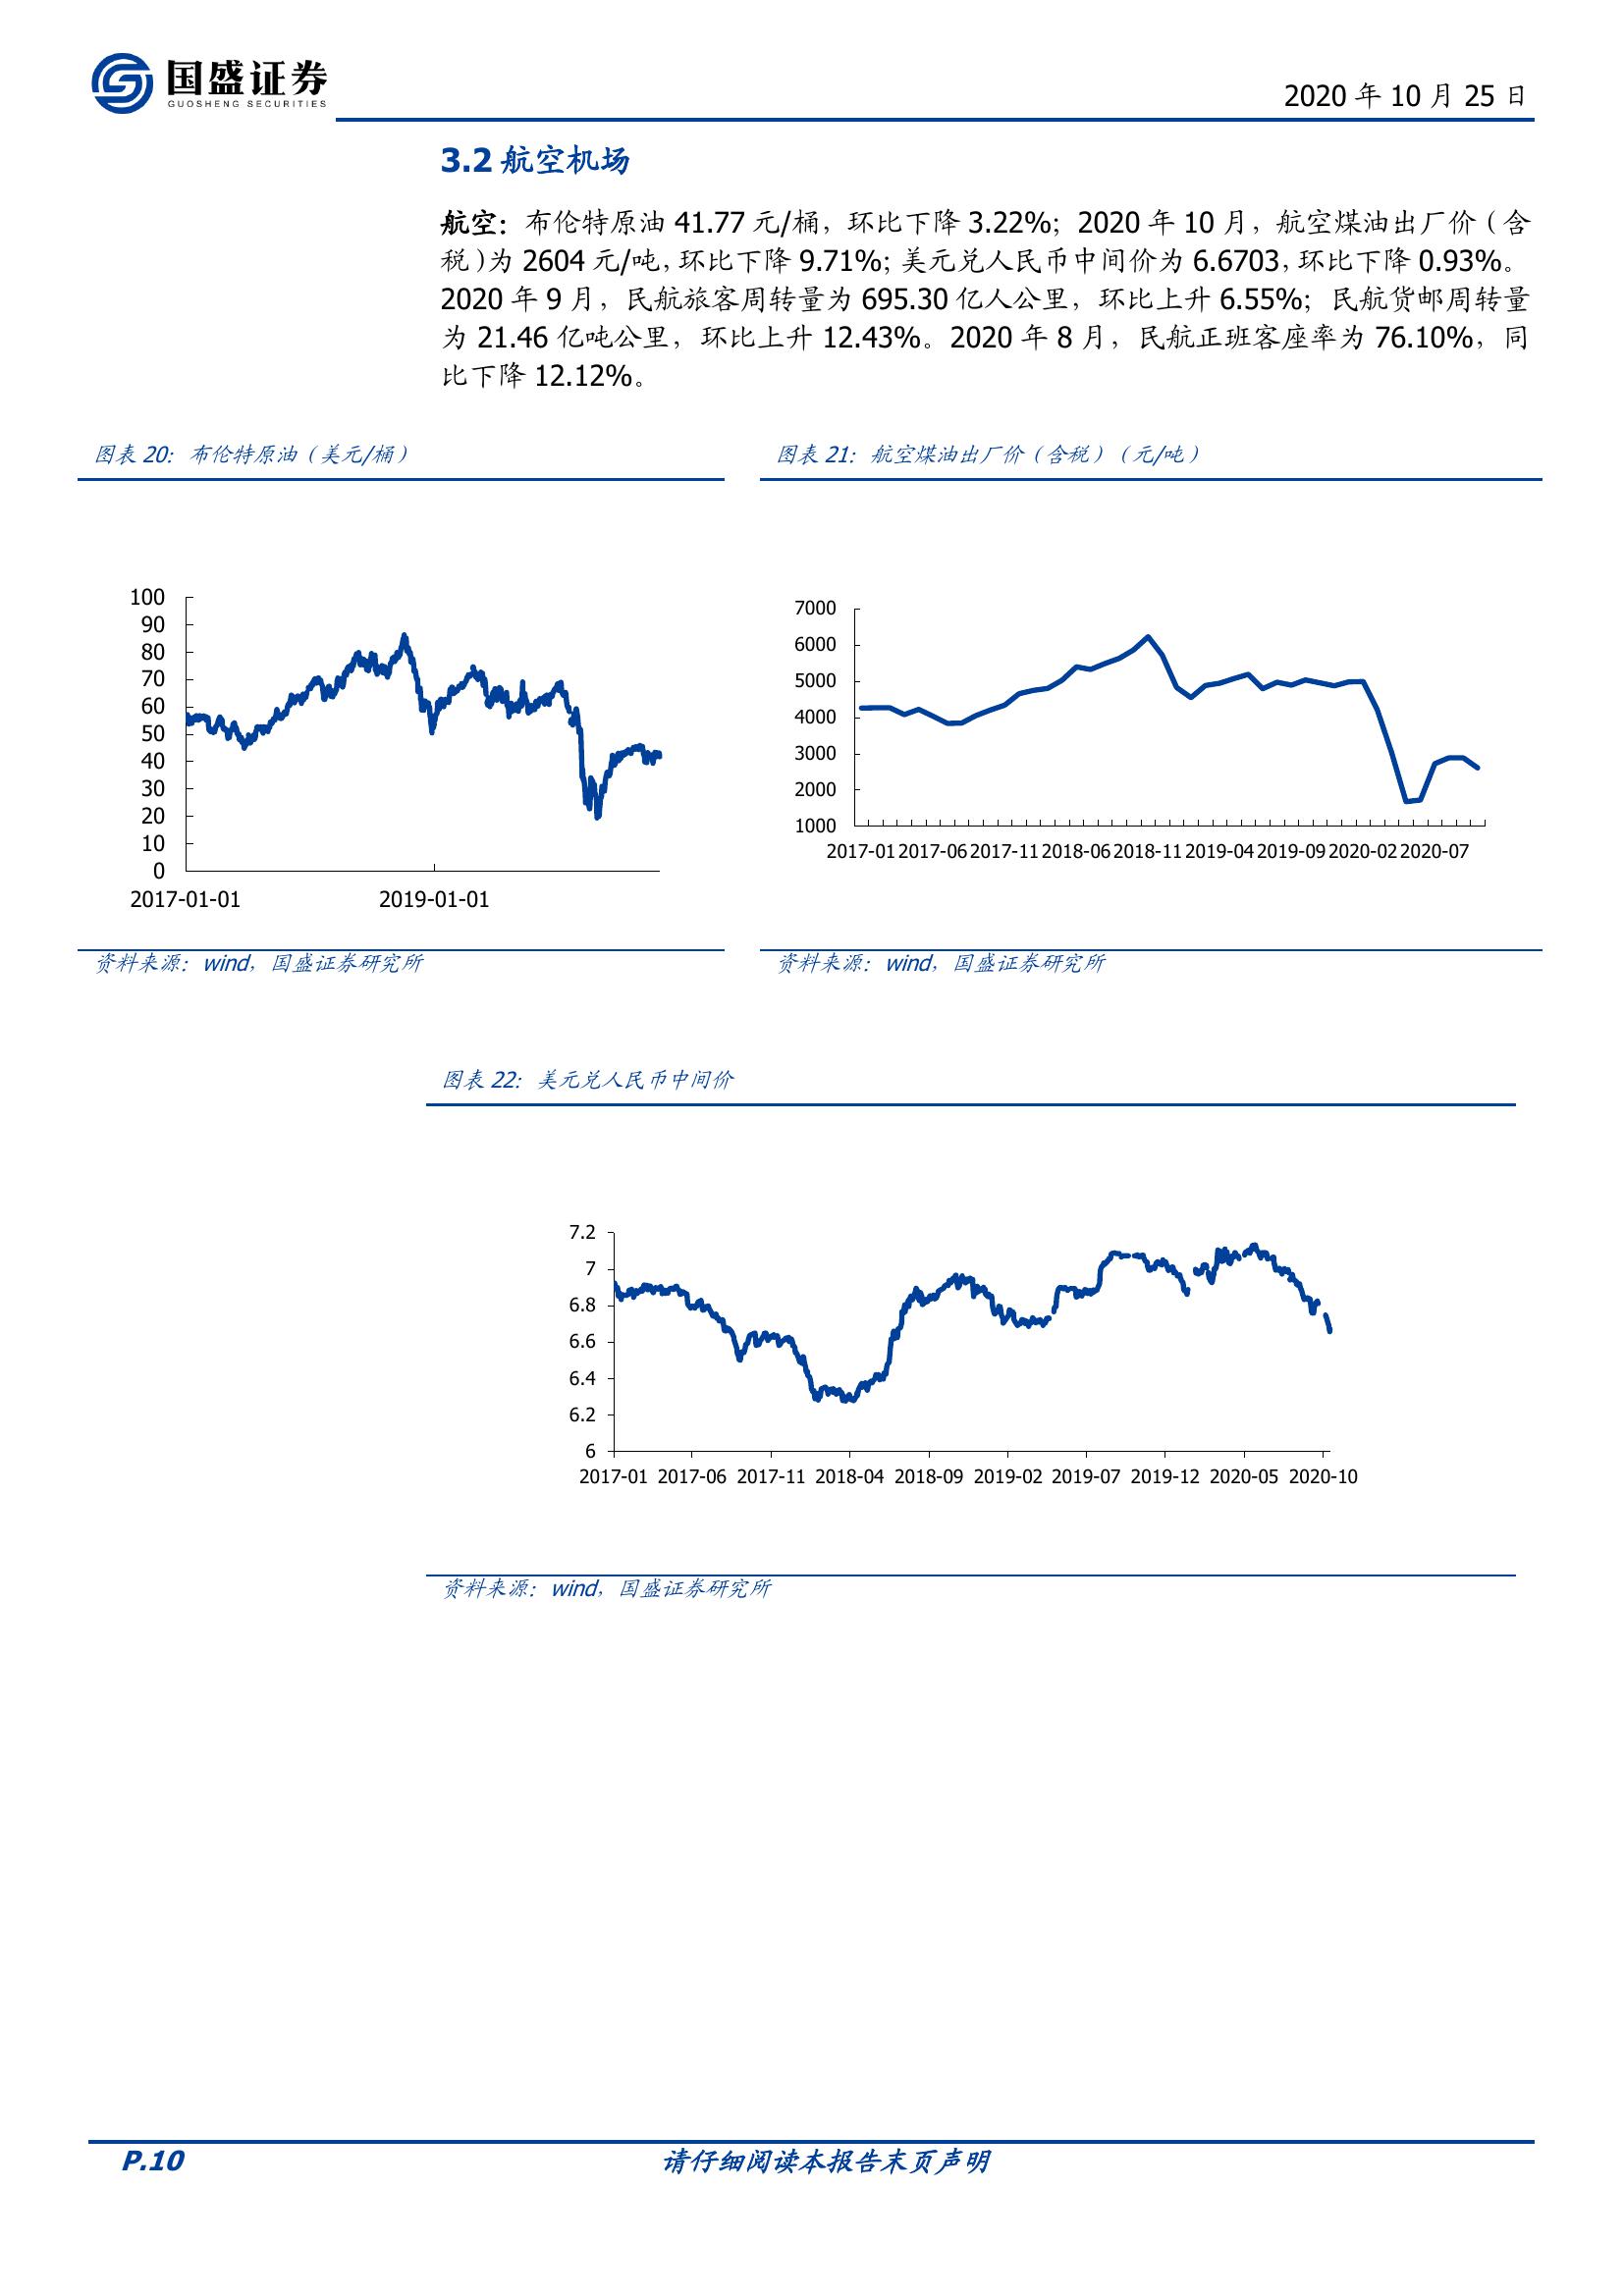 国盛证券
GUOSHENG SECURITIES
2020 年 10 月 25 日
3.2 航空机场
航空：布伦特原油 41.77 元/桶，环比下降 3.22%；2020 年 10 月，航空煤油出厂价（含
税）为 2604 元/吨，环比下降 9.71%；美元兑人民币中间价为 6.6703，环比下降 0.93%。
2020 年 9 月，民航旅客周转量为 695.30 亿人公里，环比上升 6.55%；民航货邮周转量
为 21.46 亿吨公里，环比上升 12.43%。2020 年 8 月，民航正班客座率为 76.10%，同
比下降 12.12%。
图表 20：布伦特原油（美元/桶）
100
90
80
70
60
50
40
30
20
10
0
2017-01-01 2019-01-01
资料来源：wind，国盛证券研究所
图表 21：航空煤油出厂价（含税）（元/吨）
7000
6000
5000
4000
3000
2000
1000
2017-01 2017-06 2017-11 2018-06 2018-11 2019-04 2019-09 2020-02 2020-07
资料来源：wind，国盛证券研究所
图表 22：美元兑人民币中间价
7.2
7
6.8
6.6
6.4
6.2
6
2017-01 2017-06 2017-11 2018-04 2018-09 2019-02 2019-07 2019-12 2020-05 2020-10
资料来源：wind，国盛证券研究所
P.10 请仔细阅读本报告末页声明